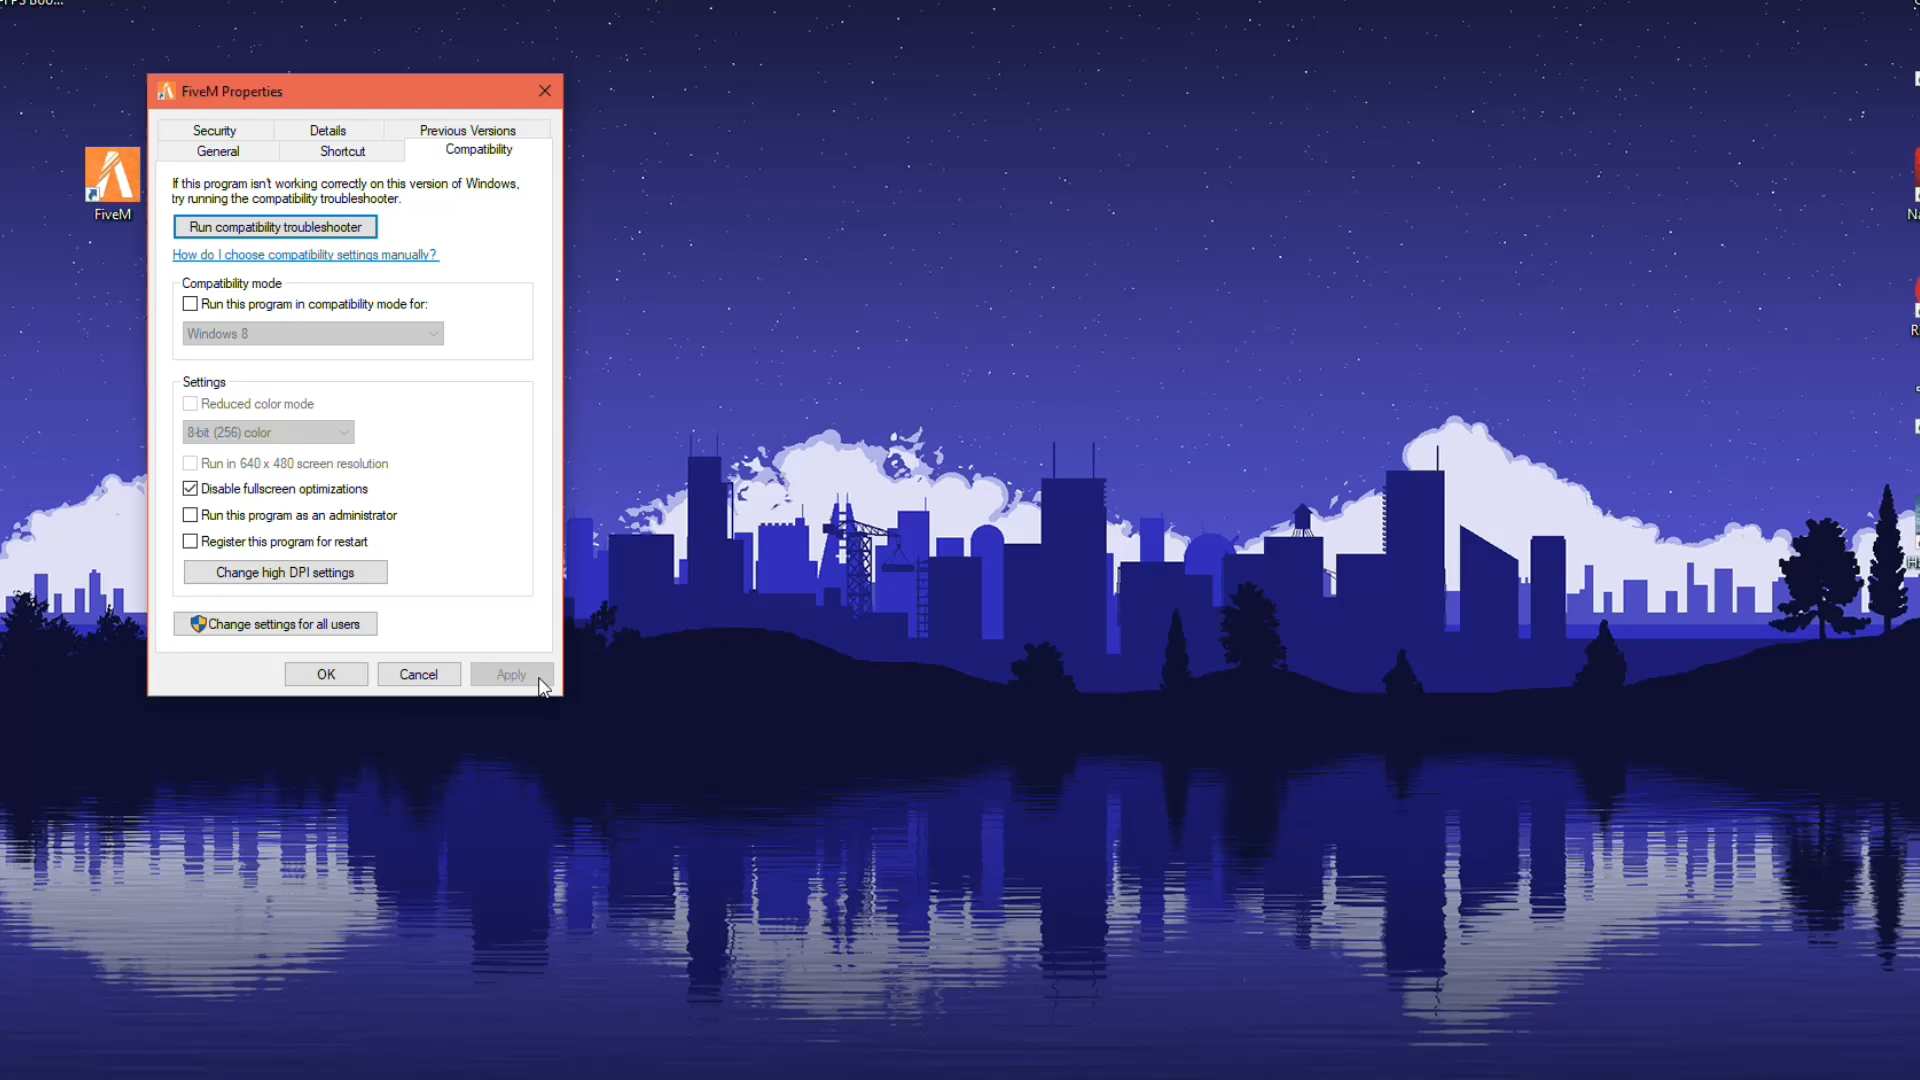 FiveM Properties
Security
Details
Previous Versions
General
Shortcut
Compatibility
If this program isn't working correctly on this version of Windows,
try running the compatibility troubleshooter.
Run compatibility troubleshooter
How do I choose compatibility settings manually?
Compatibility mode
Run this program in compatibility mode for:
Windows 8
Settings
Reduced color mode
8-bit (256) color
Run in 640 x 480 screen resolution
Disable fullscreen optimizations
Run this program as an administrator
Register this program for restart
Change high DPI settings
Change settings for all users
OK
Cancel
Apply
FiveM